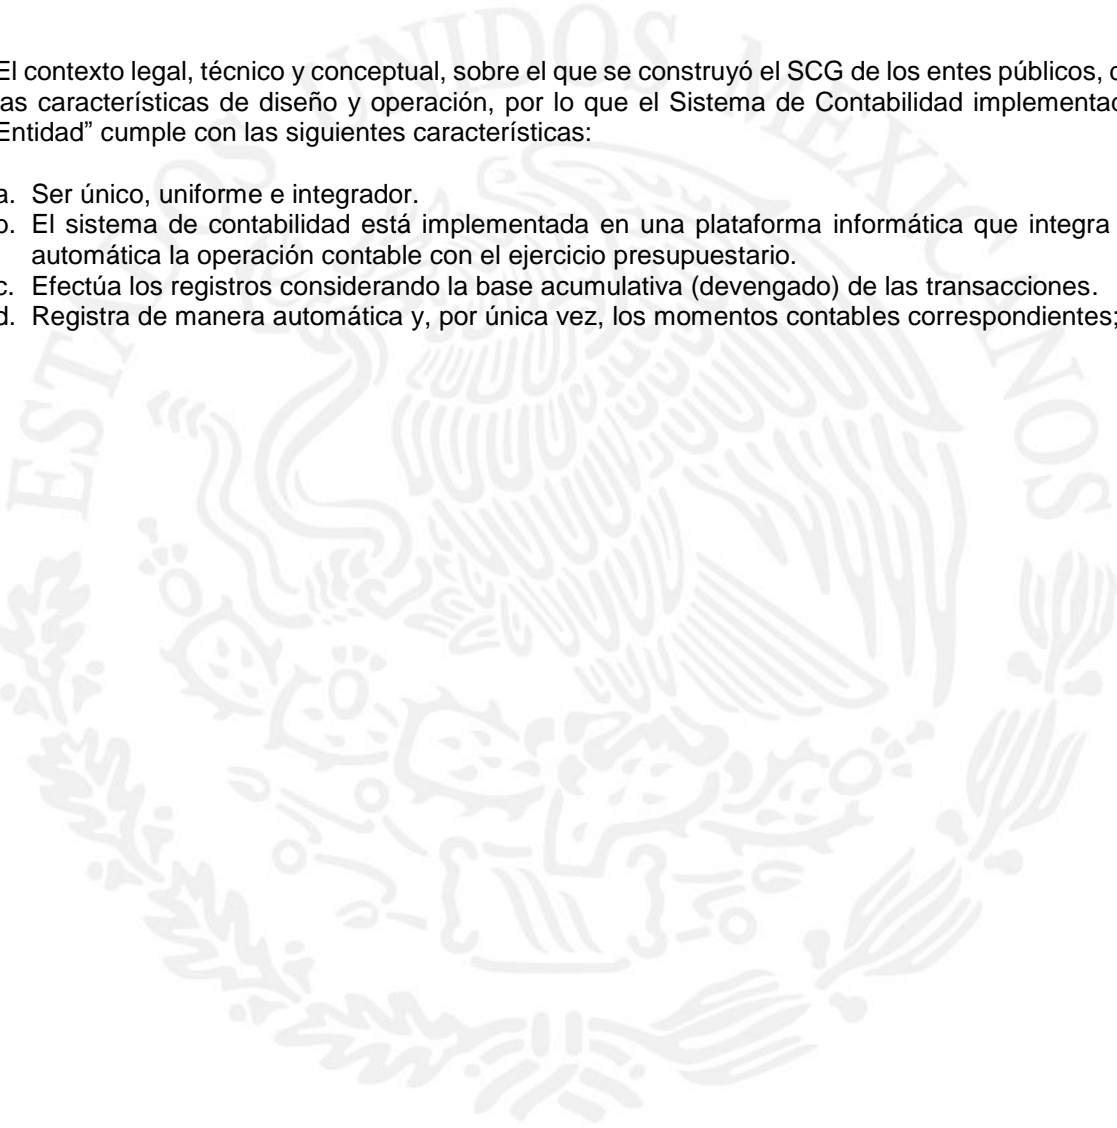 El contexto legal, técnico y conceptual, sobre el que se construyó el SCG de los entes públicos,
las características de diseño y operación, por lo que el Sistema de Contabilidad
Entidad” cumple con las siguientes características:
a. Ser único, uniforme e integrador.
b. El sistema de contabilidad está implementada en una plataforma informática que integra
automática la operación contable con el ejercicio presupuestario.
c. Efectúa los registros considerando la base acumulativa (devengado) de las transacciones.
d. Registra de manera automática y, por única vez, los momentos contables correspondientes;
ESTADOS UNIDOS MEXICANOS